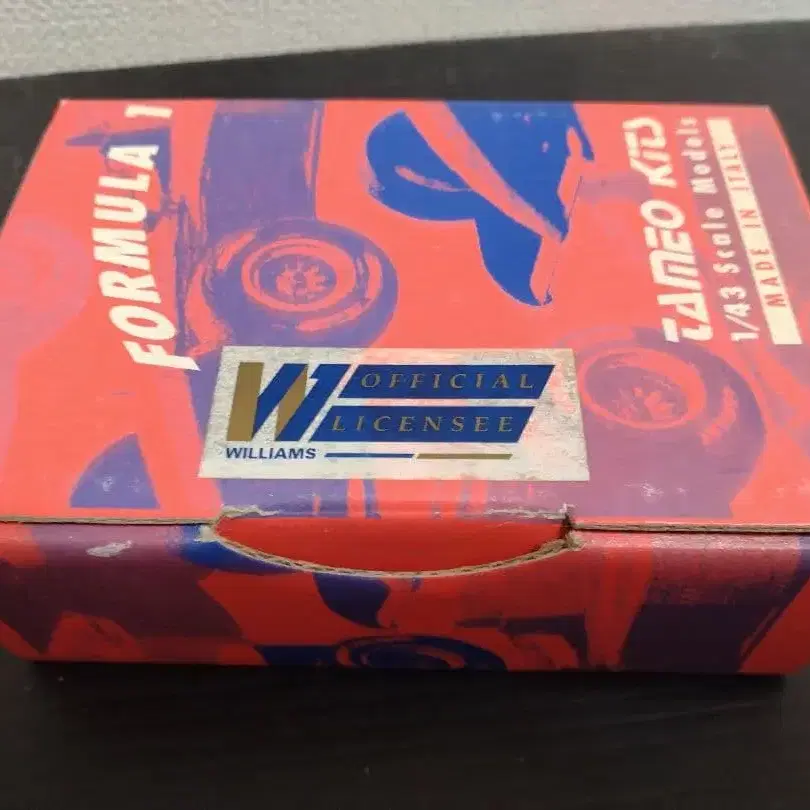 FORMULA 1
TAMEO KITS
1/43 Scale Models
MADE IN ITALY
W
OFFICIAL
LICENSEE
WILLIAMS